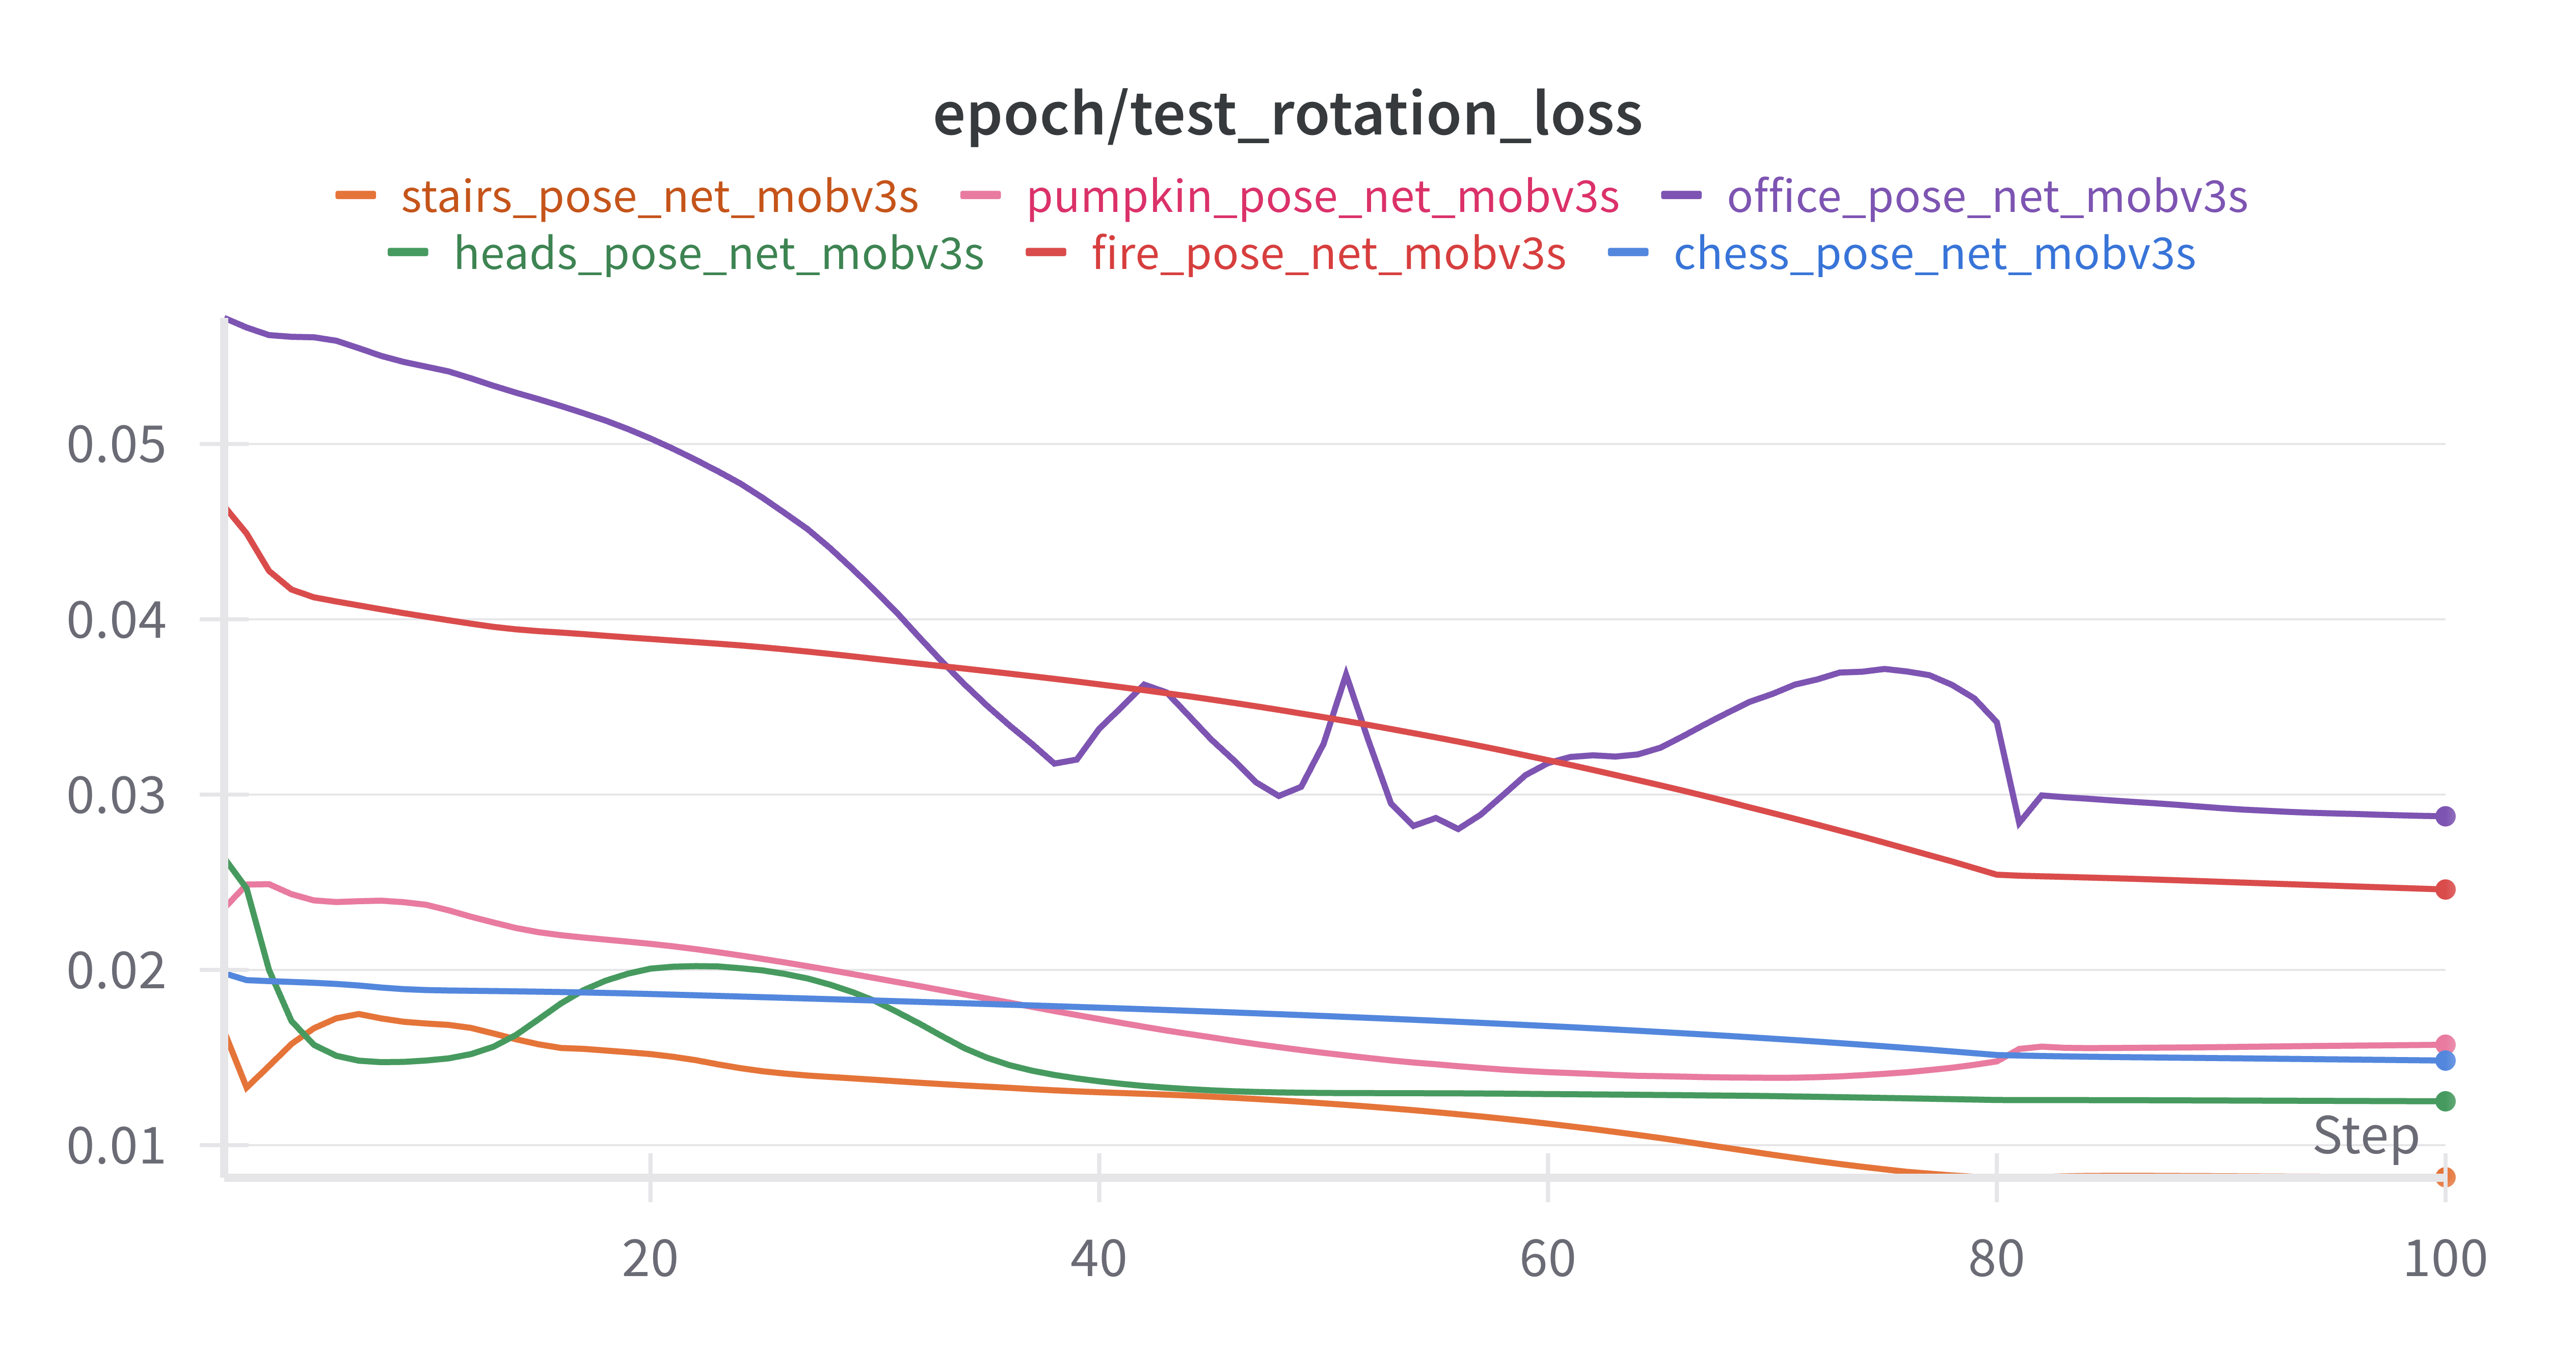 epoch/test_rotation_loss
stairs_pose_net_mobv3s pumpkin_pose_net_mobv3s office_pose_net_mobv3s
heads_pose_net_mobv3s fire_pose_net_mobv3s chess_pose_net_mobv3s
0.05
0.04
0.03
0.02
0.01
Step
20 40 60 80 100